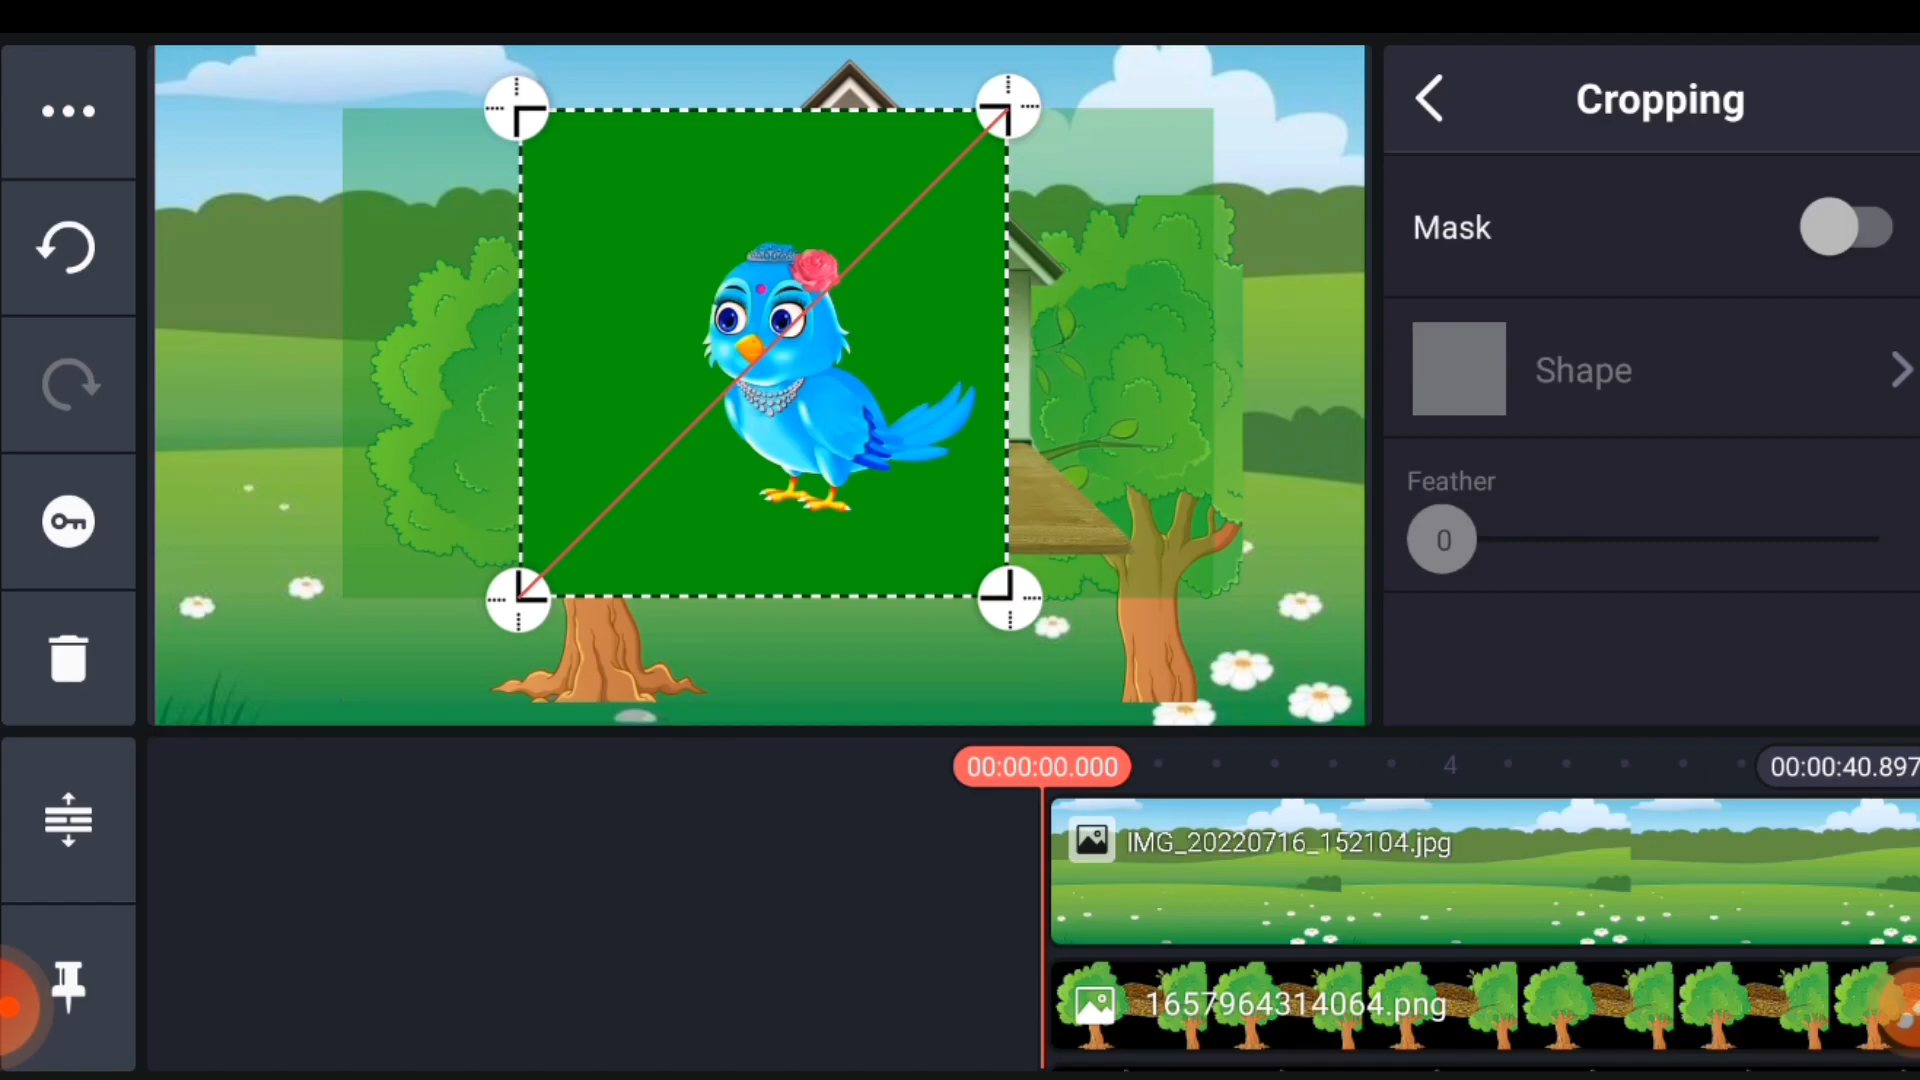 Cropping
Mask
Shape
Feather
0
00:00:00.000
4
00:00:40.897
IMG_20220716_152104.jpg
1657964314064.png